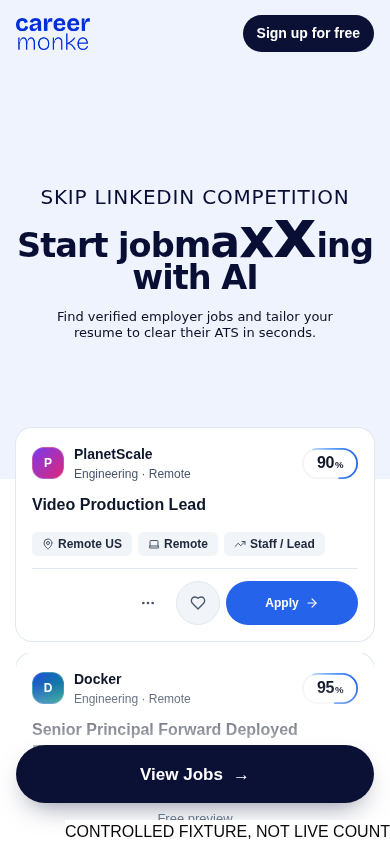 career
monke
Sign up for free
SKIP LINKEDIN COMPETITION
Start jobmaxXing
with AI
Find verified employer jobs and tailor your
resume to clear their ATS in seconds.
P
PlanetScale
Engineering · Remote
90%
Video Production Lead
Remote US
Remote
Staff / Lead
Apply
D
Docker
Engineering · Remote
95%
Senior Principal Forward Deployed
View Jobs →
Free preview
CONTROLLED FIXTURE, NOT LIVE COUNT